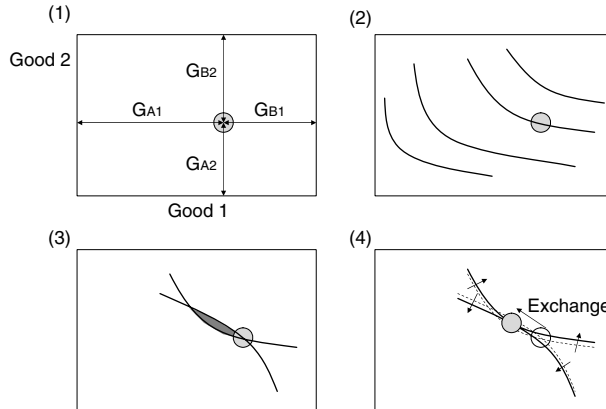 (1)
(2)
Good 2
GB2
GA1
GB1
GA2
Good 1
(3)
(4)
Exchange